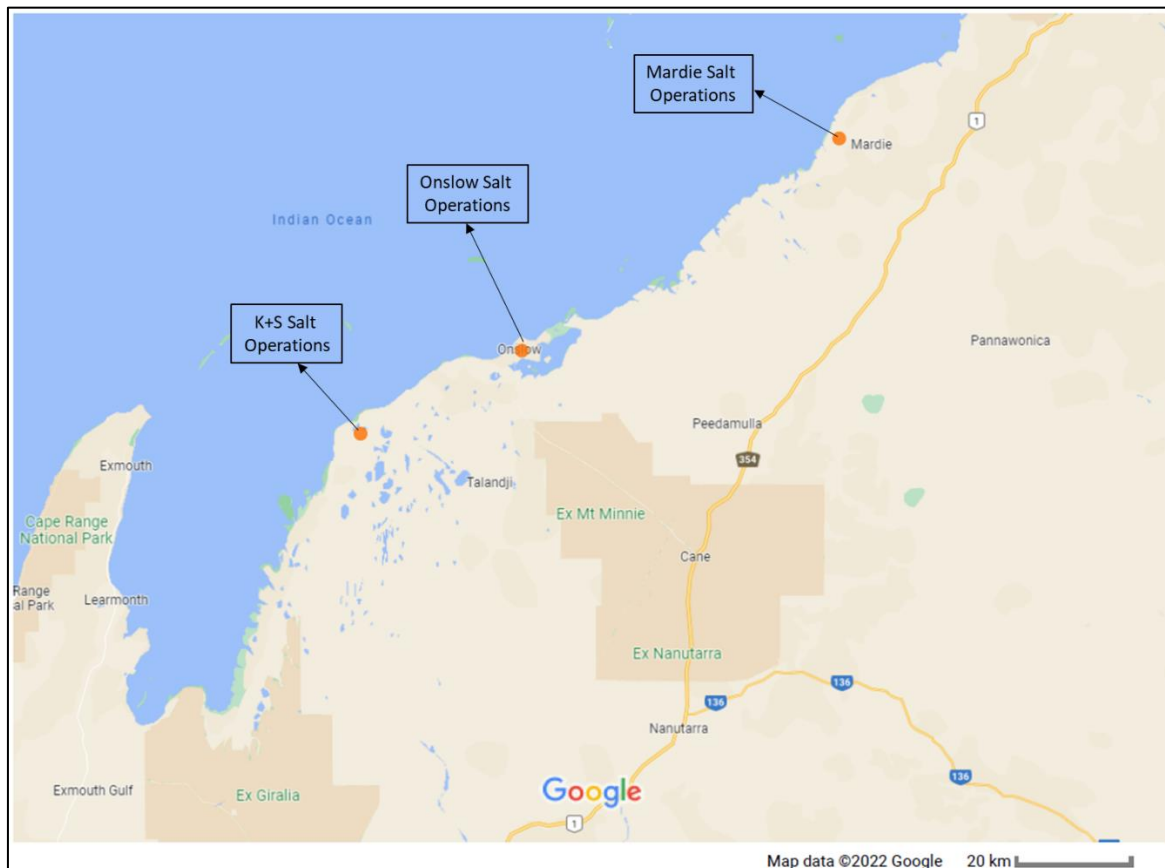 Mardie Salt
Operations
1
Mardie
Onslow Salt
Operations
Indian Ocean
K+S Salt
Operations
Onslow
Pannawonica
Peedamulla
Exmouth
354
Talandji
Ex Mt Minnie
Cape Range
National Park
Cane
Range
al Park
Learmonth
Ex Nanutarra
136
136
Nanutarra
136
Exmouth Gulf
Ex Giralia
Google
1
Map data ©2022 Google 20 km